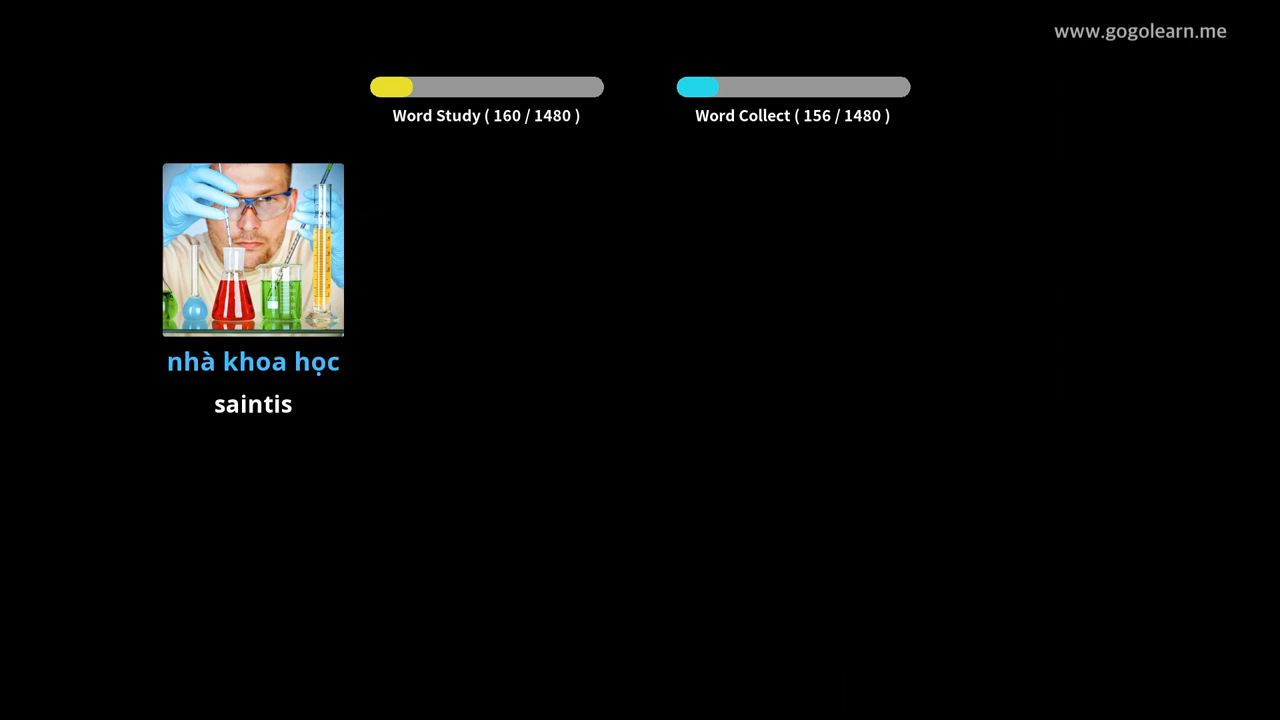 www.gogolearn.me
Word Study ( 160 / 1480 )
Word Collect ( 156 / 1480 )
nhà khoa học
saintis